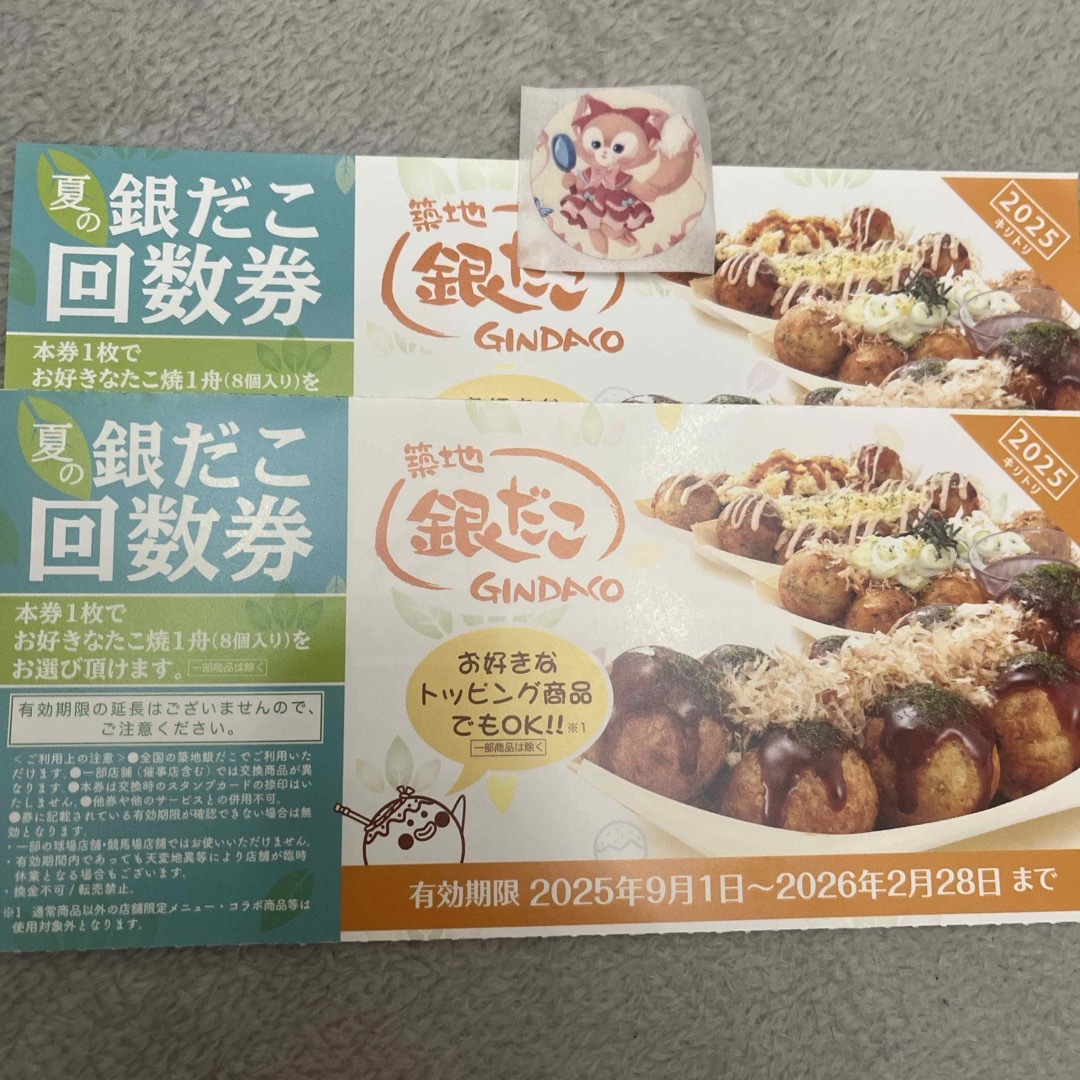 夏の
銀だこ
回数券
本券1枚で
お好きなたこ焼1舟(8個入り)を
築地
銀だこ
GINDACO
2025
キリトリ
夏の
銀だこ
回数券
本券1枚で
お好きなたこ焼1舟(8個入り)を
お選び頂けます。一部商品は除く
有効期限の延長はございませんので、
ご注意ください。
<ご利用上の注意>●全国の築地銀だこでご利用いた
だけます。●一部店舗(催事店含む)では交換商品が異
なります。●本券は交換時のスタンプカードの捺印はい
たしません。●他券や他のサービスとの併用不可。
●券に記載されている有効期限が確認できない場合は無
効となります。
・一部の球場店舗・競馬場店舗ではお使いいただけません。
・有効期間内であっても天変地異等により店舗が臨時
休業となる場合もございます。
・換金不可/転売禁止。
※1 通常商品以外の店舗限定メニュー・コラボ商品等は
使用対象外となります。
築地
銀だこ
GINDACO
お好きな
トッピング商品
でもOK!!※1
一部商品は除く
2025
キリトリ
有効期限 2025年9月1日〜2026年2月28日 まで